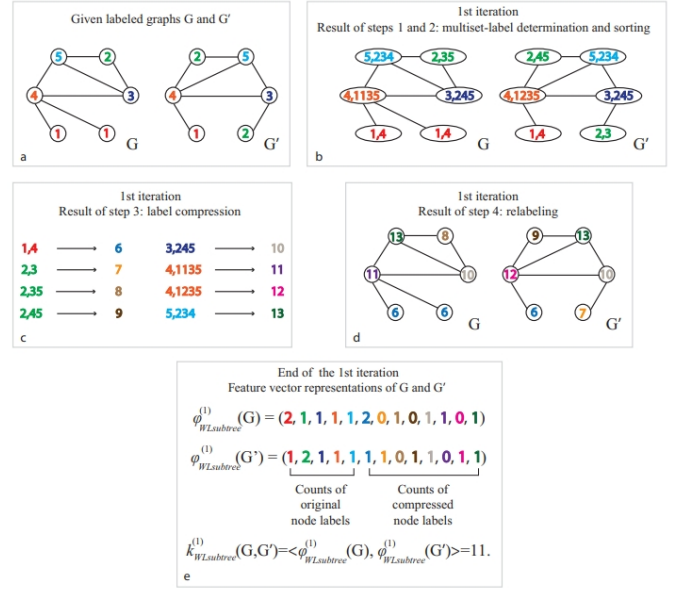 Given labeled graphs G and G′
5 2 2 5
4 3 4 3
1 1 1 2
G G′
a
1st iteration
Result of steps 1 and 2: multiset-label determination and sorting
5,234 2,35 2,45 5,234
4,1135 3,245 4,1235 3,245
1,4 1,4 1,4 2,3
G G′
b
1st iteration
Result of step 3: label compression
1,4 6 3,245 10
2,3 7 4,1135 11
2,35 8 4,1235 12
2,45 9 5,234 13
c
1st iteration
Result of step 4: relabeling
13 8 9 13
11 10 12 10
6 6 6 7
G G′
d
End of the 1st iteration
Feature vector representations of G and G′
φ(1)WLsubtree(G) = (2, 1, 1, 1, 1, 2, 0, 1, 0, 1, 1, 0, 1)
φ(1)WLsubtree(G’) = (1, 2, 1, 1, 1, 1, 1, 0, 1, 1, 0, 1, 1)
Counts of Counts of
original compressed
node labels node labels
k(1)WLsubtree(G,G′)=<φ(1)WLsubtree(G), φ(1)WLsubtree(G′)>=11.
e